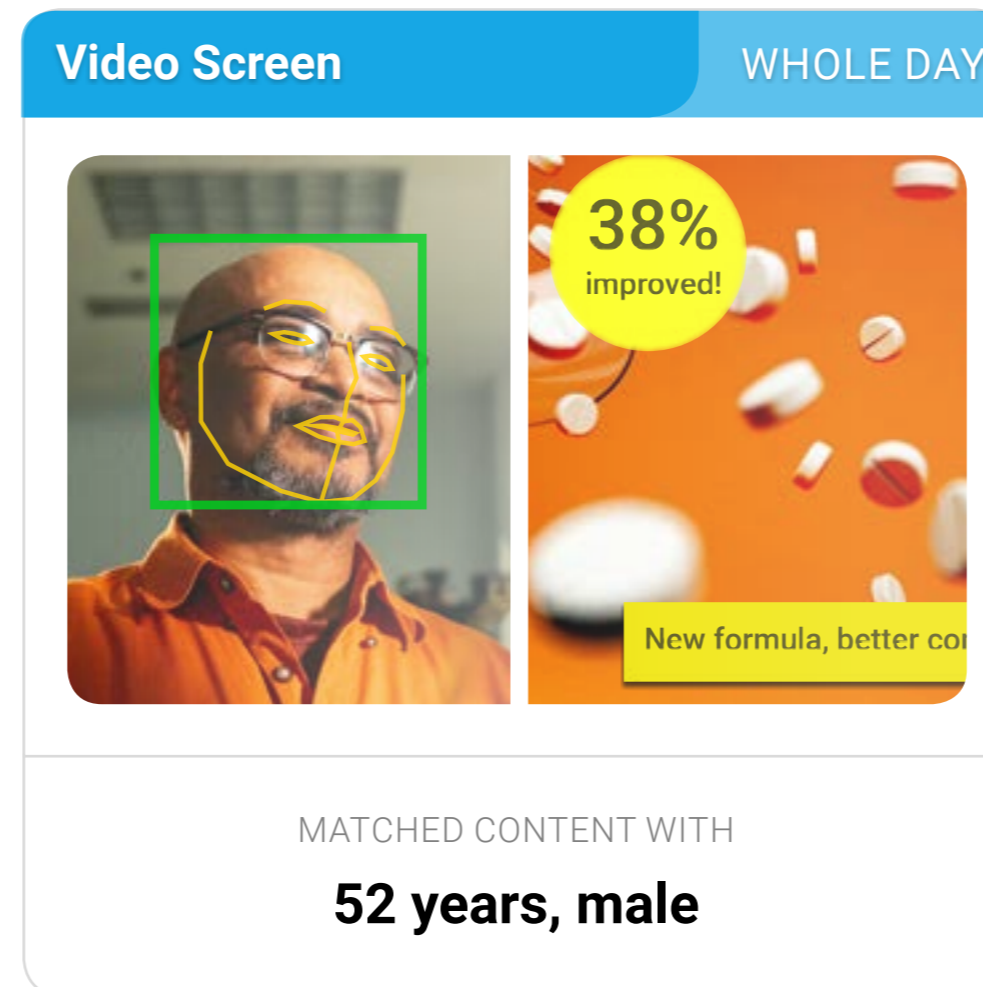 Video Screen
WHOLE DAY
38%
improved!
New formula, better
MATCHED CONTENT WITH
52 years, male